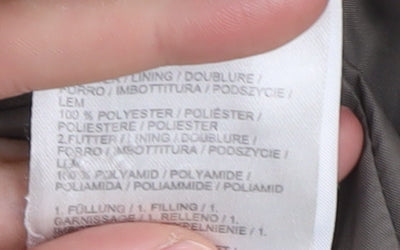 LINING / DOUBLURE /
FORRO / IMBOTTITURA / PODSZYCIE /
LEM
100 % POLYESTER / POLIÉSTER /
POLIESTERE / POLIESTER
2.FUTTER / LINING / DOUBLURE /
FORRO / IMBOTTITURA / PODSZYCIE /
LEM
100 % POLYAMID / POLYAMIDE /
POLIAMIDA / POLIAMMIDE / POLIAMID
1. FÜLLUNG / 1. FILLING / 1.
GARNISSAGE / 1. RELLENO / 1.